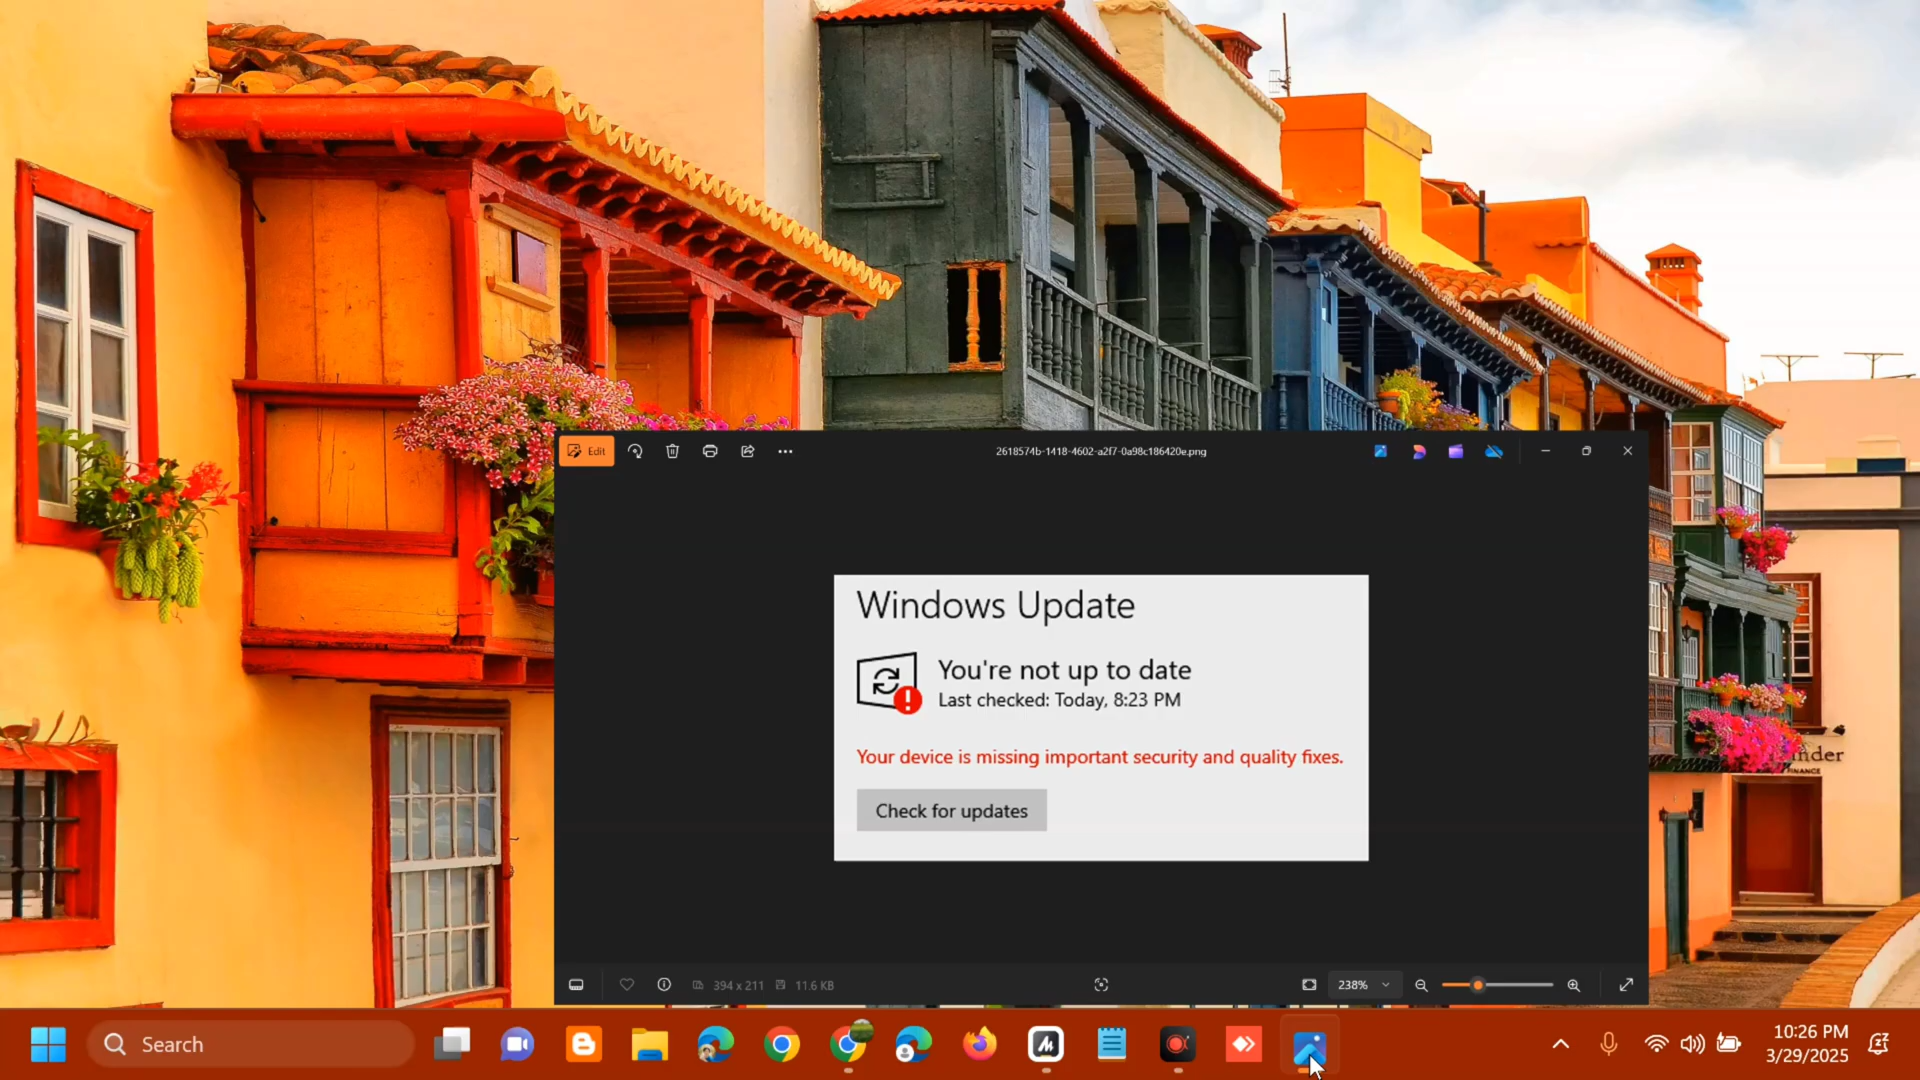 Edit
2618574b-1418-4602-a2f7-0a98c186420e.png
Windows Update
You're not up to date
Last checked: Today, 8:23 PM
Your device is missing important security and quality fixes.
Check for updates
394 x 211
11.6 KB
238%
FINANCE
Search
10:26 PM
3/29/2025